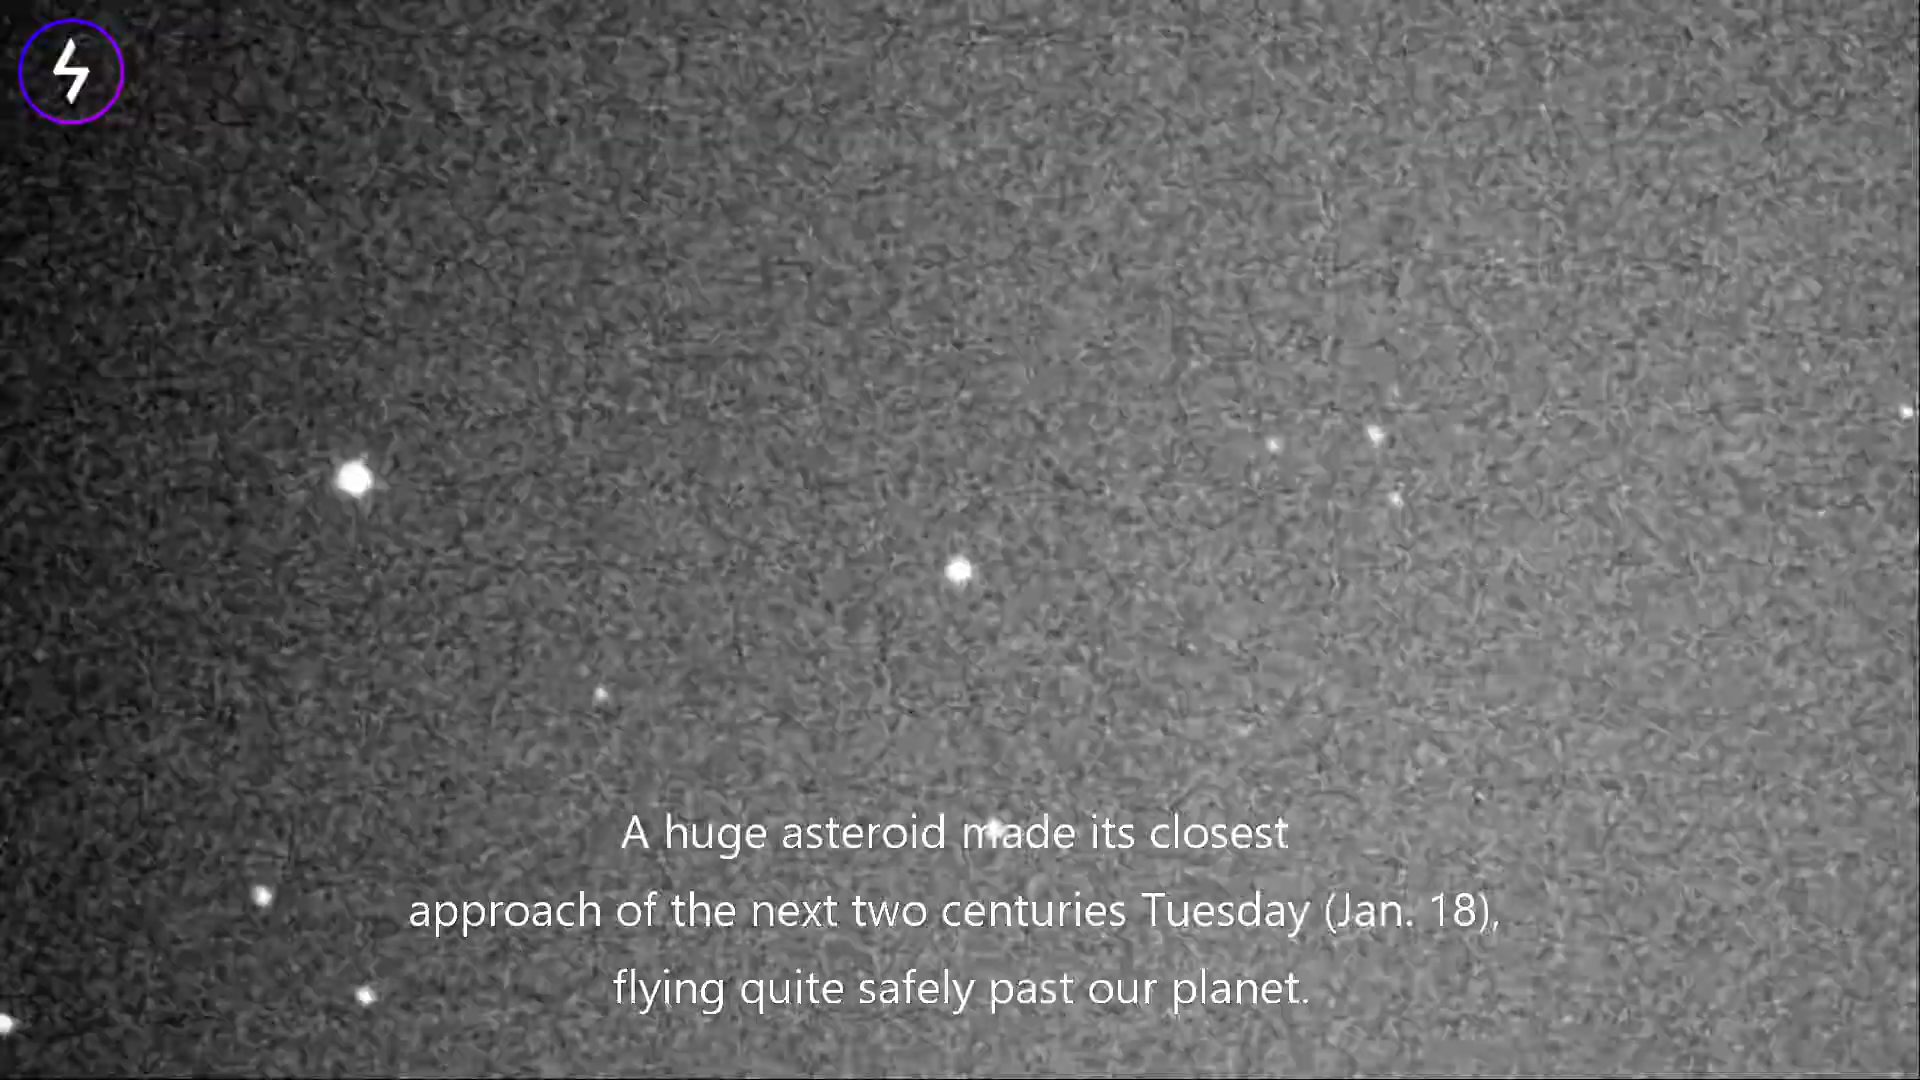 A huge asteroid made its closest
approach of the next two centuries Tuesday (Jan. 18),
flying quite safely past our planet.